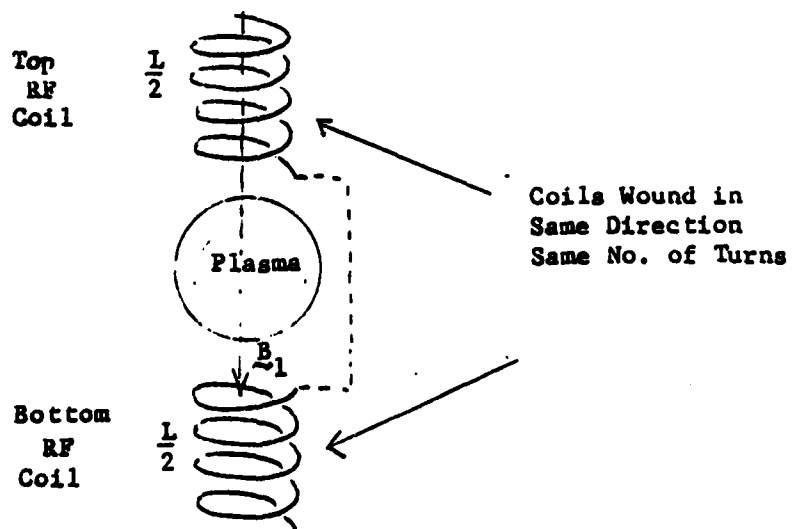 Top
RF
Coil
L
2
Coils Wound in
Same Direction
Same No. of Turns
Plasma
B
1
Bottom
RF
Coil
L
2